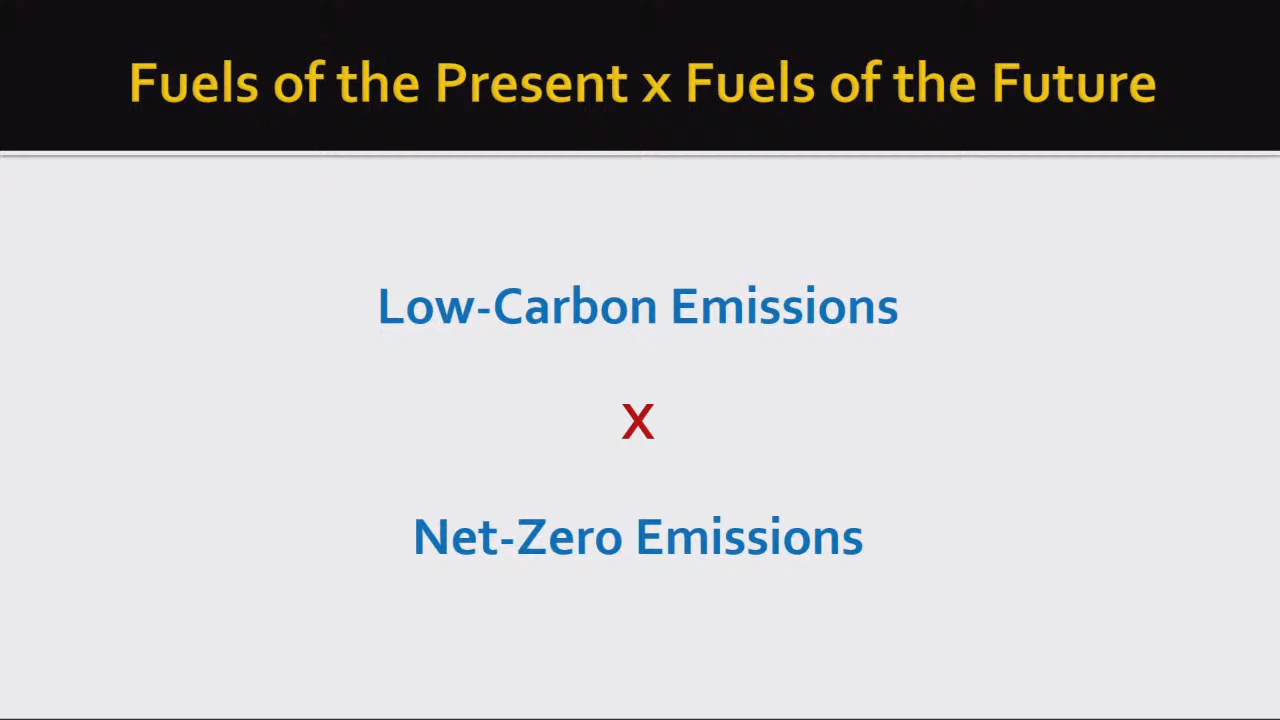 Fuels of the Present x Fuels of the Future
Low-Carbon Emissions
X
Net-Zero Emissions